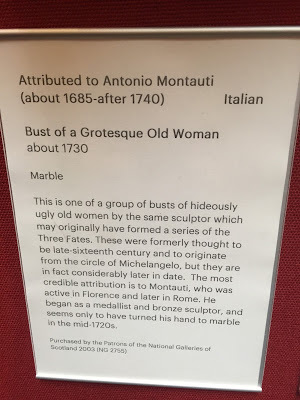 Attributed to Antonio Montauti
(about 1685-after 1740) Italian
Bust of a Grotesque Old Woman
about 1730
Marble
This is one of a group of busts of hideously
ugly old women by the same sculptor which
may originally have formed a series of the
Three Fates. These were formerly thought to
be late-sixteenth century and to originate
from the circle of Michelangelo, but they are
in fact considerably later in date. The most
credible attribution is to Montauti, who was
active in Florence and later in Rome. He
began as a medallist and bronze sculptor, and
seems only to have turned his hand to marble
in the mid-1720s.
Purchased by the Patrons of the National Galleries of
Scotland 2003 (NG 2755)